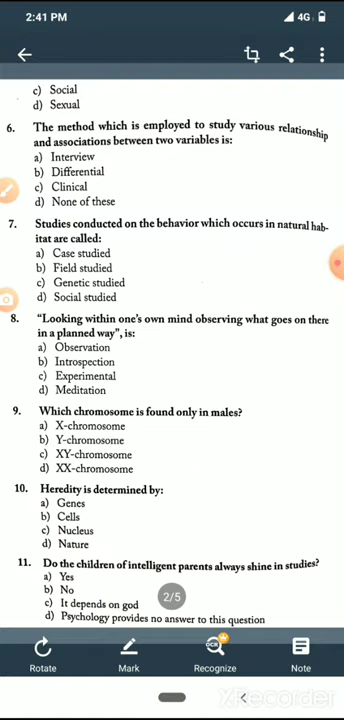 2:41 PM
4G
c) Social
d) Sexual
6. The method which is employed to study various relationship
and associations between two variables is:
a) Interview
b) Differential
c) Clinical
d) None of these
7. Studies conducted on the behavior which occurs in natural hab-
itat are called:
a) Case studied
b) Field studied
c) Genetic studied
d) Social studied
8. “Looking within one’s own mind observing what goes on there
in a planned way”, is:
a) Observation
b) Introspection
c) Experimental
d) Meditation
9. Which chromosome is found only in males?
a) X-chromosome
b) Y-chromosome
c) XY-chromosome
d) XX-chromosome
10. Heredity is determined by:
a) Genes
b) Cells
c) Nucleus
d) Nature
11. Do the children of intelligent parents always shine in studies?
a) Yes
b) No
c) It depends on god
2/5
d) Psychology provides no answer to this question
OCR
Rotate Mark Recognize Note
XRecorder